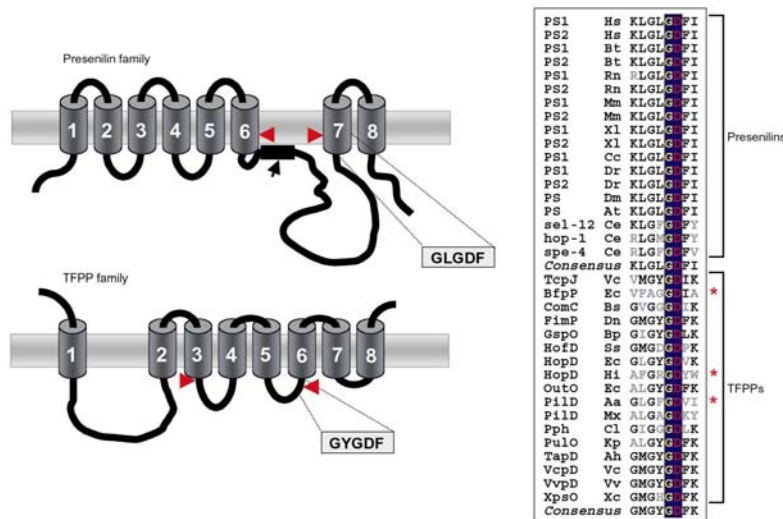 Presenilin family
1 2 3 4 5 6 7 8
GLGDF
TFPP family
1 2 3 4 5 6 7 8
GYGDF
PS1 Hs KLGLGDFI
PS2 Hs KLGLGDFI
PS1 Bt KLGLGDFI
PS2 Bt KLGLGDFI
PS1 Rn RLGLGDFI
PS2 Rn KLGLGDFI
PS1 Mm KLGLGDFI
PS2 Mm KLGLGDFI
PS1 Xl KLGLGDFI
PS2 Xl KLGLGDFI
PS1 Cc KLGLGDFI
PS1 Dr KLGLGDFI
PS2 Dr KLGLGDFI
PS Dm KLGLGDFI
PS At KLGLGDFI
sel-12 Ce KLGFGDFY
hop-1 Ce RLGMGDFY
spe-4 Ce RLGFGDFV
Consensus KLGLGDFI
Presenilins
TcpJ Vc VMGYGDIK
BfpP Ec VFAGGDIA *
ComC Bs GVGGGDIK
FimP Dn GMGYGDFK
GspO Bp GIGYGDLK
HofD Ss GMGDGDPK
HopD Ec GLGYGDVK
HopD Hi AFGRGDYW *
OutO Ec ALGYGDFK
PilD Aa GLGFGDVI *
PilD Mx ALGAGDKY
Pph Cl GIGGGDLK
PulO Kp ALGYGDFK
TapD Ah GMGYGDFK
VcpD Vc GMGYGDFK
VvpD Vv GMGYGDFK
XpsO Xc GMGHGDFK
Consensus GMGYGDFK
TFPPs